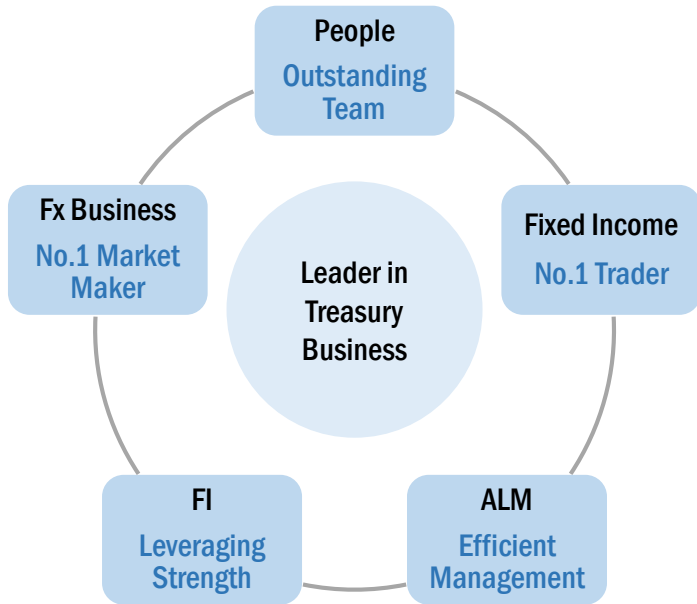 People
Outstanding
Team
Fx Business
No.1 Market
Maker
Fixed Income
No.1 Trader
Leader in
Treasury
Business
FI
Leveraging
Strength
ALM
Efficient
Management